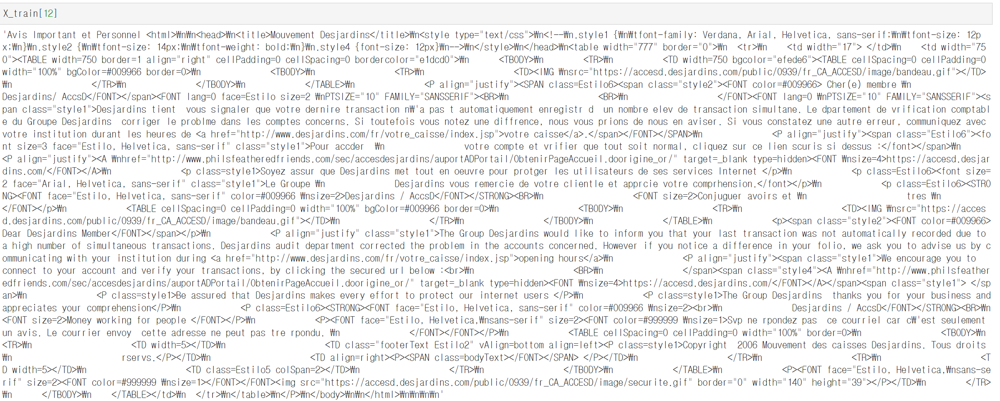 X_train[12]
'Avis Important et Personnel <html>₩n₩n<head>₩n<title>Mouvement Desjardins</title>₩n<style type="text/css">₩n<!--₩n.style1 {₩n₩tfont-family: Verdana, Arial, Helvetica, sans-serif;₩n₩tfont-size: 12p
x;₩n}₩n.style2 {₩n₩tfont-size: 14px;₩n₩tfont-weight: bold;₩n}₩n.style4 {font-size: 12px}₩n-->₩n</style>₩n</head>₩n<table width="777" border="0">₩n  <tr>₩n    <td width="17"> </td>₩n    <td width="75
0"><TABLE width=750 border=1 align="right" cellPadding=0 cellSpacing=0 bordercolor="e1dcd0">₩n      <TBODY>₩n        <TR>₩n          <TD width=750 bgcolor="efede6"><TABLE cellSpacing=0 cellPadding=0
width="100%" bgColor=#009966 border=0>₩n              <TBODY>₩n                <TR>₩n                  <TD><IMG ₩nsrc="https://accesd.desjardins.com/public/0939/fr_CA_ACCESD/image/bandeau.gif"></TD>
₩n                </TR>₩n              </TBODY>₩n            </TABLE>₩n              <P align="justify"><SPAN class=Estilo6><span class="style2"><FONT color=#009966> Cher(e) membre ₩n
Desjardins/ AccsD</FONT></span><FONT lang=0 face=Estilo size=2 ₩nPTSIZE="10" FAMILY="SANSSERIF"><BR>₩n                  <BR>₩n                  </FONT><FONT lang=0 ₩nPTSIZE="10" FAMILY="SANSSERIF"><s
pan class="style1">Desjardins tient  vous signaler que votre dernire transaction n₩'a pas t automatiquement enregistr d  un nombre elev de transaction simultane. Le dpartement de vrification comptabl
e du Groupe Desjardins  corriger le problme dans les comptes concerns. Si toutefois vous notez une diffrence, nous vous prions de nous en aviser. Si vous constatez une autre erreur, communiquez avec
votre institution durant les heures de <a href="http://www.desjardins.com/fr/votre_caisse/index.jsp">votre caisse</a>.</span></FONT></SPAN>₩n              <P align="justify"><span class="Estilo6"><fo
nt size=3 face="Estilo, Helvetica, sans-serif" class="style1">Pour accder  ₩n                votre compte et vrifier que tout soit normal, cliquez sur ce lien scuris si dessus :</font></span>₩n
<P align="justify"><A ₩nhref="http://www.philsfeatheredfriends.com/sec/accesdesjardins/auportADPortail/ObtenirPageAccueil.doorigine_or/" target=_blank type=hidden><FONT ₩nsize=4>https://accesd.desjar
dins.com/</FONT></A>₩n              <p class=style1>Soyez assur que Desjardins met tout en oeuvre pour protger les utilisateurs de ses services Internet </p>₩n            <p class=Estilo6><font size=
2 face="Arial, Helvetica, sans-serif" class="style1">Le Groupe ₩n              Desjardins vous remercie de votre clientle et apprcie votre comprhension.</font></p>₩n            <p class=Estilo6><STRO
NG><FONT face="Estilo, Helvetica, sans-serif" color=#009966 ₩nsize=2>Desjardins / AccsD</FONT></STRONG><BR>₩n                  <FONT size=2>Conjuguer avoirs et ₩n                    tres ₩n
</FONT></p>₩n            <TABLE cellSpacing=0 cellPadding=0 width="100%" bgColor=#009966 border=0>₩n                <TBODY>₩n                  <TR>₩n                    <TD><IMG ₩nsrc="https://acces
d.desjardins.com/public/0939/fr_CA_ACCESD/image/bandeau.gif"></TD>₩n                  </TR>₩n                </TBODY>₩n              </TABLE>₩n            <p><span class="style2"><FONT color=#009966>
Dear Desjardins Member</FONT></span></p>₩n            <P align="justify" class="style1">The Group Desjardins would like to inform you that your last transaction was not automatically recorded due to
a high number of simultaneous transactions. Desjardins audit department corrected the problem in the accounts concerned. However if you notice a difference in your folio, we ask you to advise us by c
ommunicating with your institution during <a href="http://www.desjardins.com/fr/votre_caisse/index.jsp">opening hours</a>₩n              <P align="justify"><span class="style1">We encourage you to
connect to your account and verify your transactions, by clicking the secured url below :<br>₩n                    <BR>₩n                </span><span class="style4"><A ₩nhref="http://www.philsfeather
edfriends.com/sec/accesdesjardins/auportADPortail/ObtenirPageAccueil.doorigine_or/" target=_blank type=hidden><FONT ₩nsize=4>https://accesd.desjardins.com/</FONT></A></span><span class="style1"> </sp
an>₩n              <P class=style1>Be assured that Desjardins makes every effort to protect our internet users </P>₩n            <P class=style1>The Group Desjardins  thanks you for your business and
appreciates your comprehension</P>₩n            <P class=Estilo6><STRONG><FONT face="Estilo, Helvetica, sans-serif" color=#009966 ₩nsize=2><br>₩n              Desjardins / AccsD</FONT></STRONG><BR>₩n
<FONT size=2>Money working for people </FONT></P>₩n            <P><FONT face="Estilo, Helvetica,₩nsans-serif" size=2><FONT color=#999999 ₩nsize=1>Svp ne rpondez pas  ce courriel car c₩'est seulement
un avis. Le courrier envoy  cette adresse ne peut pas tre rpondu. ₩n              </FONT></FONT></P>₩n            <TABLE cellSpacing=0 cellPadding=0 width="100%" border=0>₩n                <TBODY>₩n
<TR>₩n                    <TD width=5></TD>₩n                    <TD class="footerText Estilo2" vAlign=bottom align=left><P class=style1>Copyright  2006 Mouvement des caisses Desjardins. Tous droits
₩n                      rservs.</P></TD>₩n                    <TD align=right><P><SPAN class=bodyText></FONT></SPAN> </P></TD>₩n                  </TR>₩n                  <TR>₩n                    <T
D width=5></TD>₩n                    <TD class=Estilo5 colSpan=2></TD>₩n                  </TR>₩n                </TBODY>₩n              </TABLE>₩n            <P><FONT face="Estilo, Helvetica,₩nsans-se
rif" size=2><FONT color=#999999 ₩nsize=1></FONT></FONT><img src="https://accesd.desjardins.com/public/0939/fr_CA_ACCESD/image/securite.gif" border="0" width="140" height="39"></P></TD>₩n        </TR>
₩n      </TBODY>₩n    </TABLE></td>₩n  </tr>₩n</table>₩n</P>₩n</body>₩n₩n</html>₩n₩n₩n₩n'